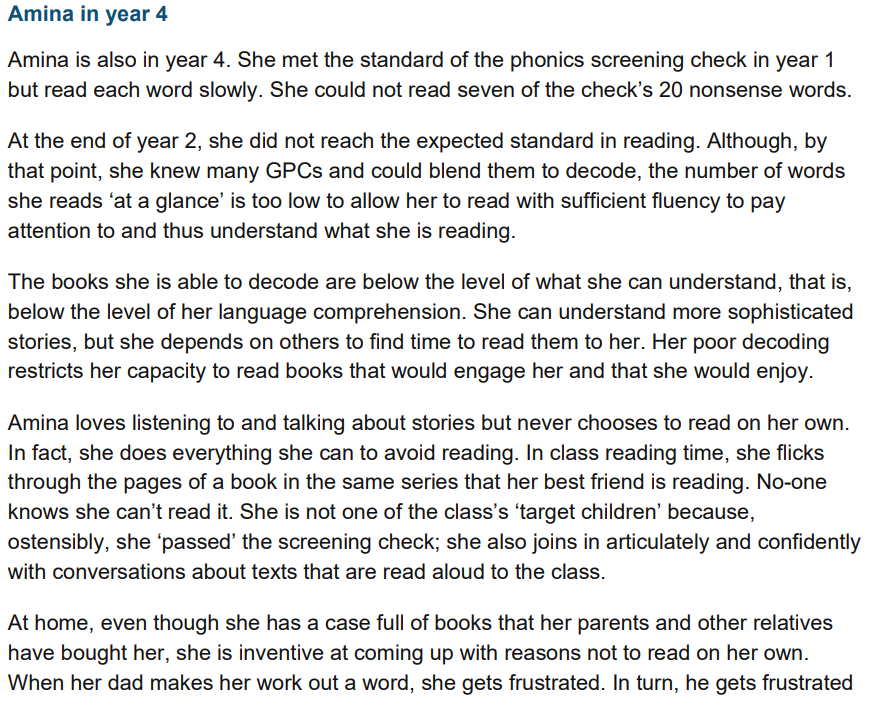 Amina in year 4
Amina is also in year 4. She met the standard of the phonics screening check in year 1
but read each word slowly. She could not read seven of the check’s 20 nonsense words.
At the end of year 2, she did not reach the expected standard in reading. Although, by
that point, she knew many GPCs and could blend them to decode, the number of words
she reads ‘at a glance’ is too low to allow her to read with sufficient fluency to pay
attention to and thus understand what she is reading.
The books she is able to decode are below the level of what she can understand, that is,
below the level of her language comprehension. She can understand more sophisticated
stories, but she depends on others to find time to read them to her. Her poor decoding
restricts her capacity to read books that would engage her and that she would enjoy.
Amina loves listening to and talking about stories but never chooses to read on her own.
In fact, she does everything she can to avoid reading. In class reading time, she flicks
through the pages of a book in the same series that her best friend is reading. No-one
knows she can’t read it. She is not one of the class’s ‘target children’ because,
ostensibly, she ‘passed’ the screening check; she also joins in articulately and confidently
with conversations about texts that are read aloud to the class.
At home, even though she has a case full of books that her parents and other relatives
have bought her, she is inventive at coming up with reasons not to read on her own.
When her dad makes her work out a word, she gets frustrated. In turn, he gets frustrated